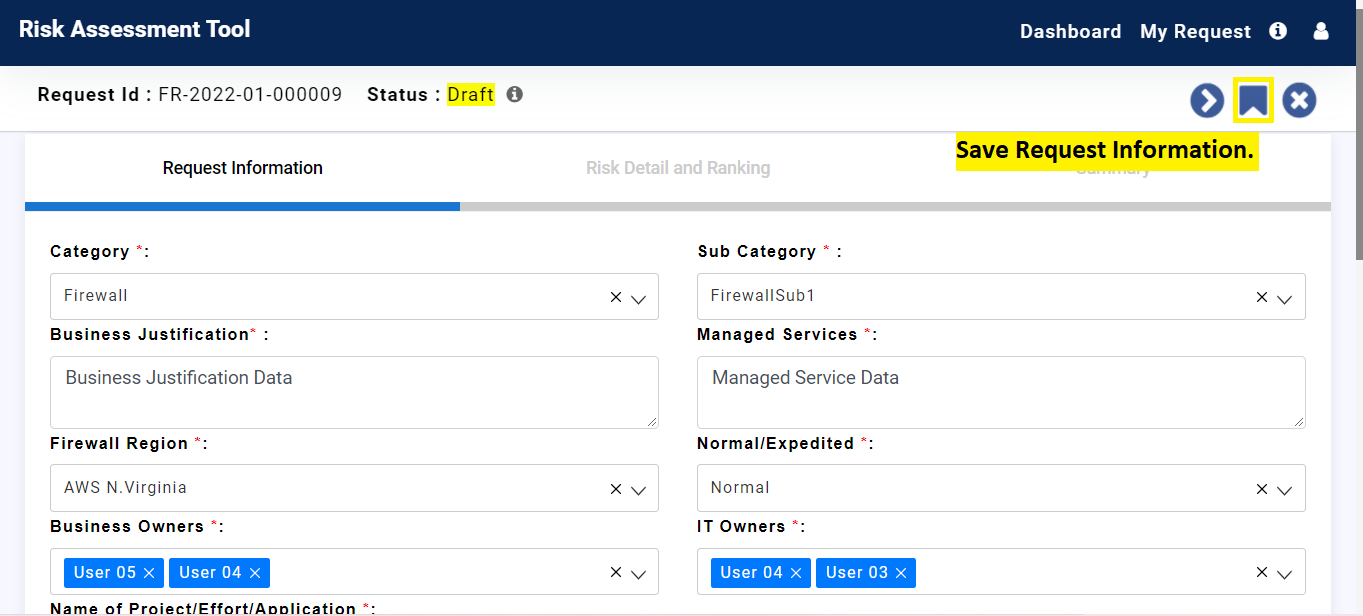 Risk Assessment Tool
Dashboard My Request
Request Id : FR-2022-01-000009 Status : Draft
Save Request Information.
Request Information Risk Detail and Ranking Summary
Category *: Sub Category * :
Firewall FirewallSub1
Business Justification* : Managed Services *:
Business Justification Data Managed Service Data
Firewall Region *: Normal/Expedited *:
AWS N.Virginia Normal
Business Owners *: IT Owners *:
User 05 × User 04 × User 04 × User 03 ×
Name of Project/Effort/Application *: